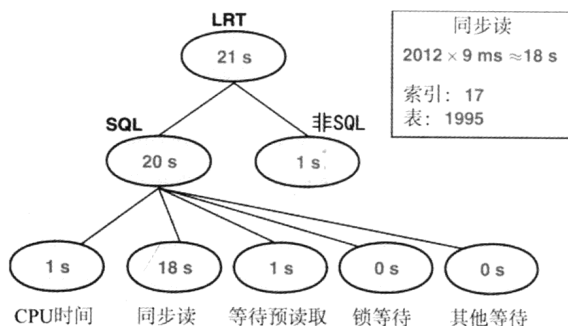 LRT
21 s
SQL
非SQL
20 s
1 s
1 s
18 s
1 s
0 s
0 s
CPU时间
同步读
等待预读取
锁等待
其他等待
同步读
2012 × 9 ms ≈18 s
索引：17
表：1995